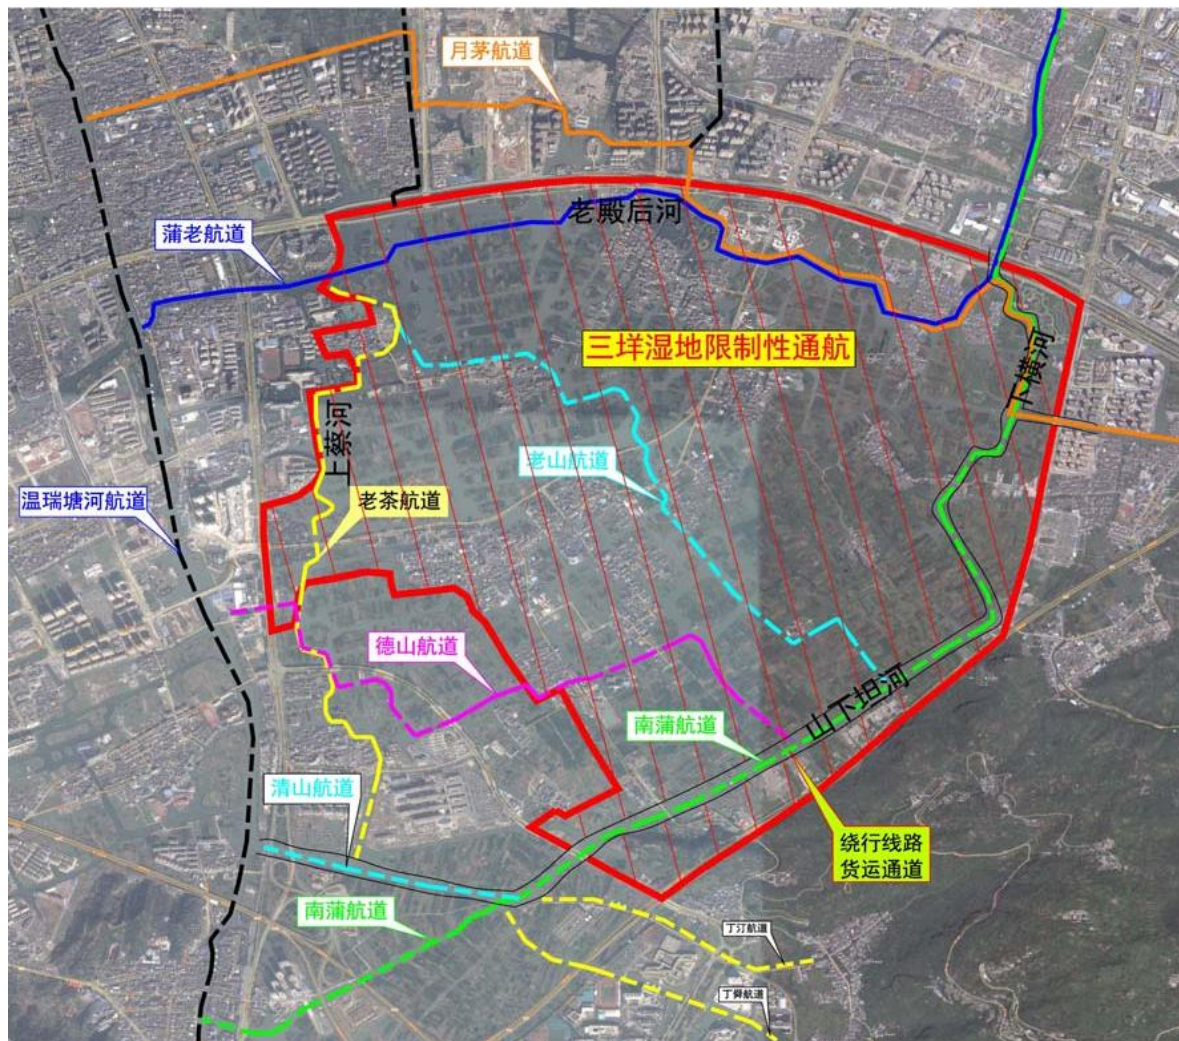 月茅航道
老殿后河
蒲老航道
三垟湿地限制性通航
下横河
上蔡河
老山航道
温瑞塘河航道
老茶航道
德山航道
南蒲航道
山下坦河
清山航道
绕行线路
货运通道
南蒲航道
丁汀航道
丁舜航道